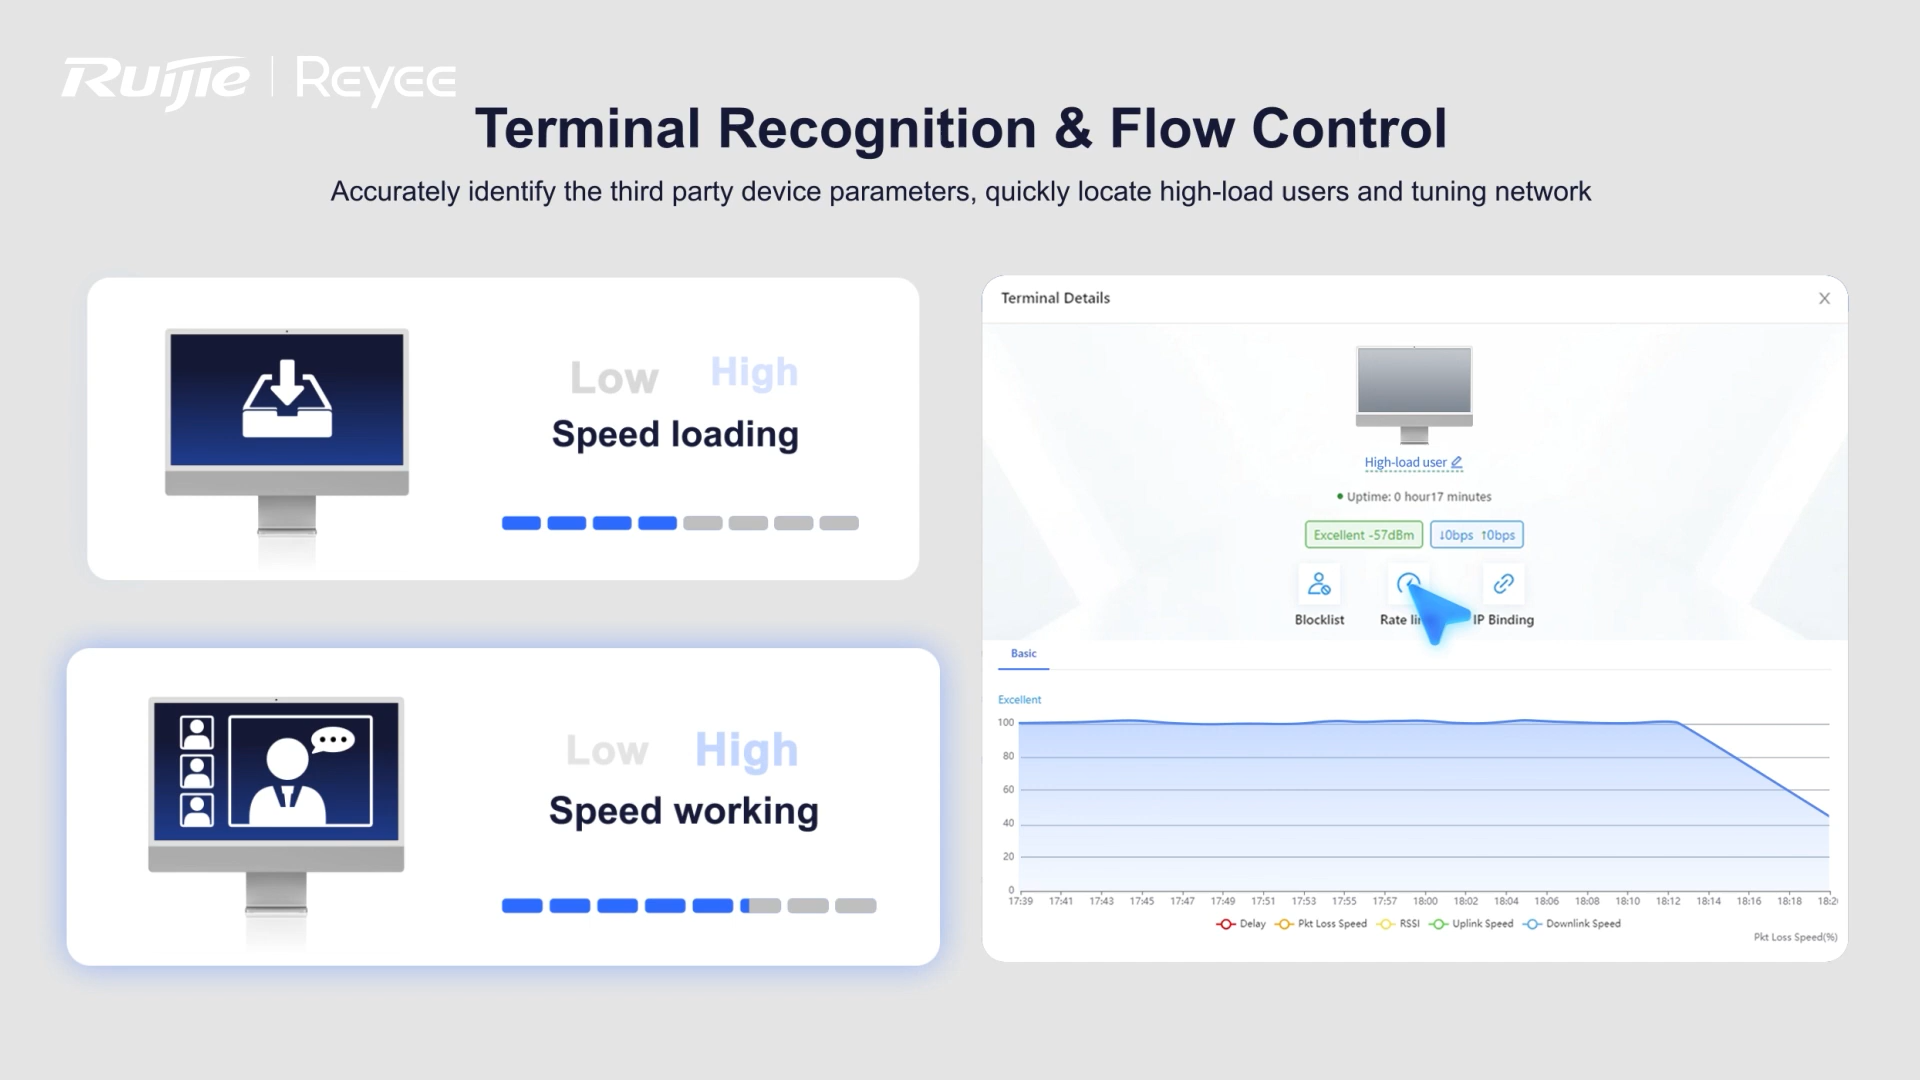 Ruijie | Reyee
Terminal Recognition & Flow Control
Accurately identify the third party device parameters, quickly locate high-load users and tuning network
Low High
Speed loading
Low High
Speed working
Terminal Details X
High-load user
Uptime: 0 hour17 minutes
Excellent -57dBm ↓0bps ↑0bps
Blocklist Rate li IP Binding
Basic
Excellent
100
80
60
40
20
0
17:39 17:41 17:43 17:45 17:47 17:49 17:51 17:53 17:55 17:57 18:00 18:02 18:04 18:06 18:08 18:10 18:12 18:14 18:16 18:18 18:2
Delay Pkt Loss Speed RSSI Uplink Speed Downlink Speed
Pkt Loss Speed(%)